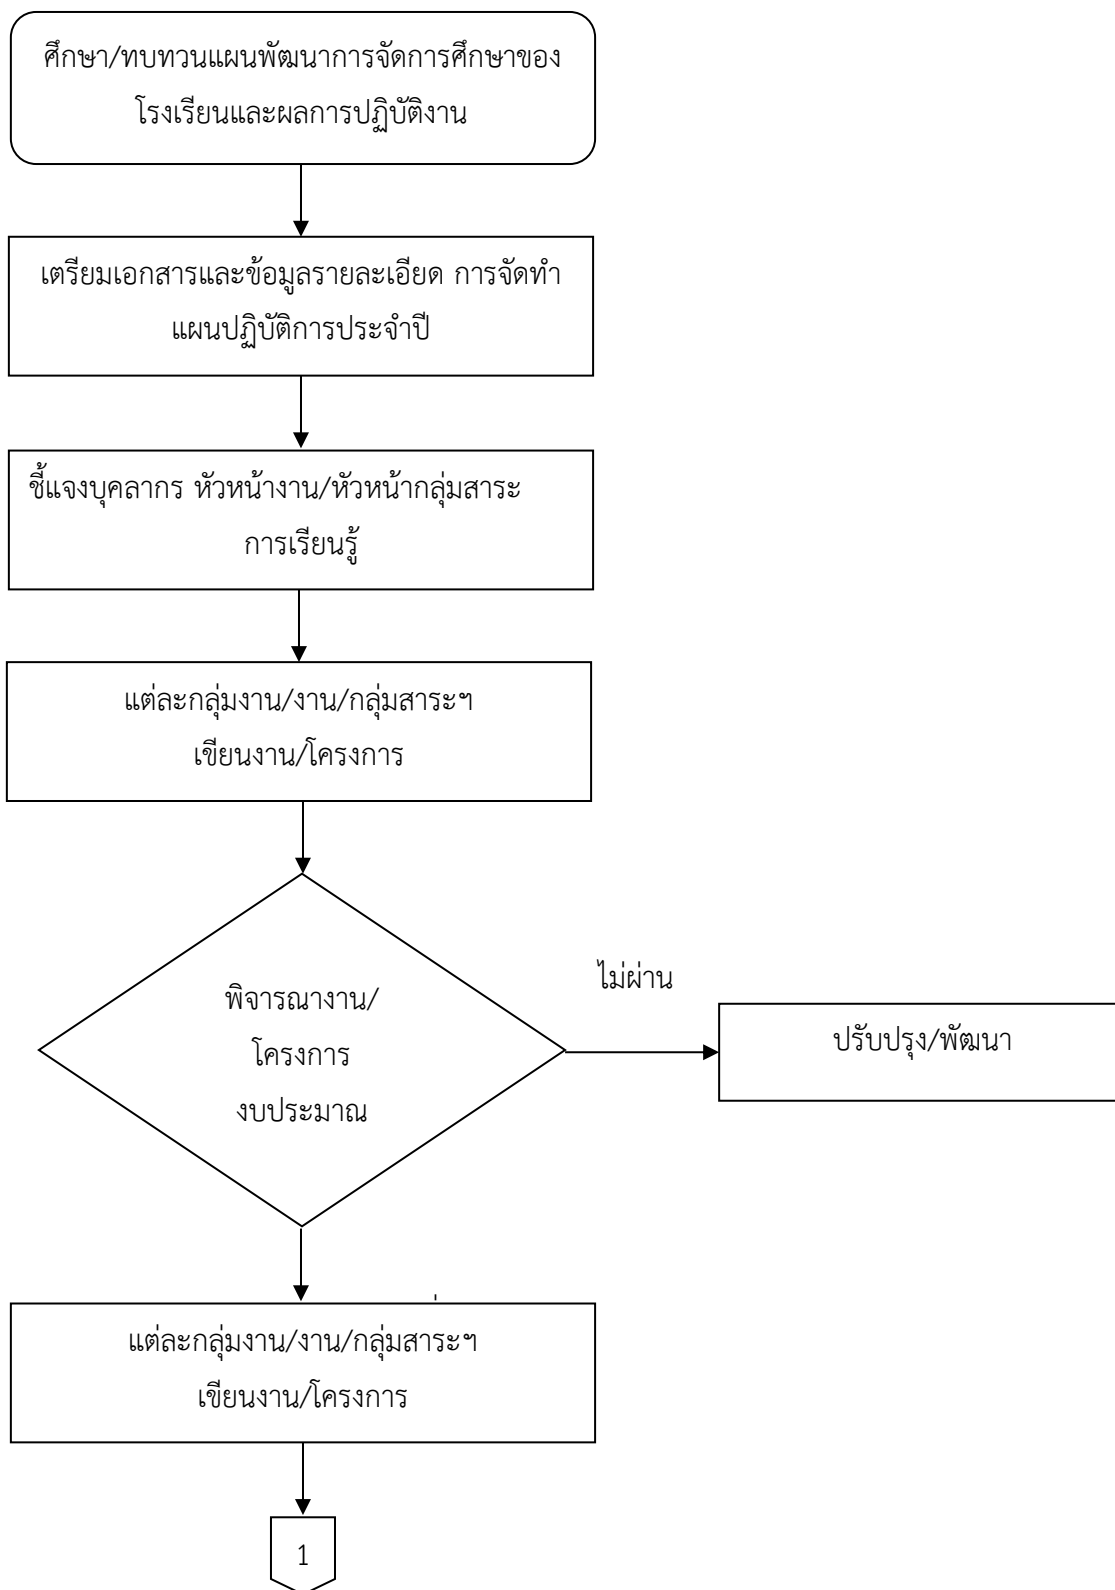 ศึกษา/ทบทวนแผนพัฒนาการจัดการศึกษาของ
โรงเรียนและผลการปฏิบัติงาน
เตรียมเอกสารและข้อมูลรายละเอียด การจัดทำ
แผนปฏิบัติการประจำปี
ชี้แจงบุคลากร หัวหน้างาน/หัวหน้ากลุ่มสาระ
การเรียนรู้
แต่ละกลุ่มงาน/งาน/กลุ่มสาระฯ
เขียนงาน/โครงการ
พิจารณางาน/
โครงการ
งบประมาณ
ไม่ผ่าน
ปรับปรุง/พัฒนา
แต่ละกลุ่มงาน/งาน/กลุ่มสาระฯ
เขียนงาน/โครงการ
1